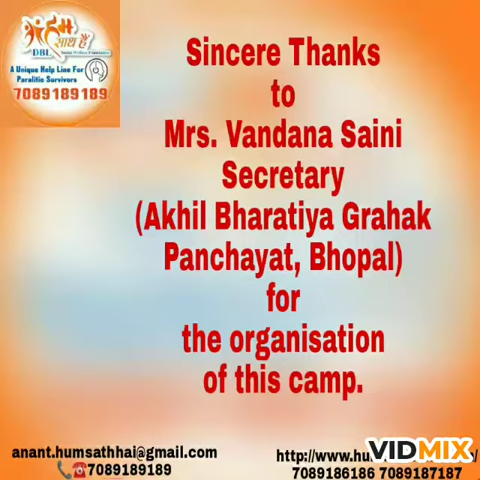 साथ हैं
DBL
A Unique Help Line For
Paralitic Survivors
7089189189
Sincere Thanks
to
Mrs. Vandana Saini
Secretary
(Akhil Bharatiya Grahak
Panchayat, Bhopal)
for
the organisation
of this camp.
anant.humsathhai@gmail.com
http://www.hu
VIDMIX
7089189189
7089186186 7089187187